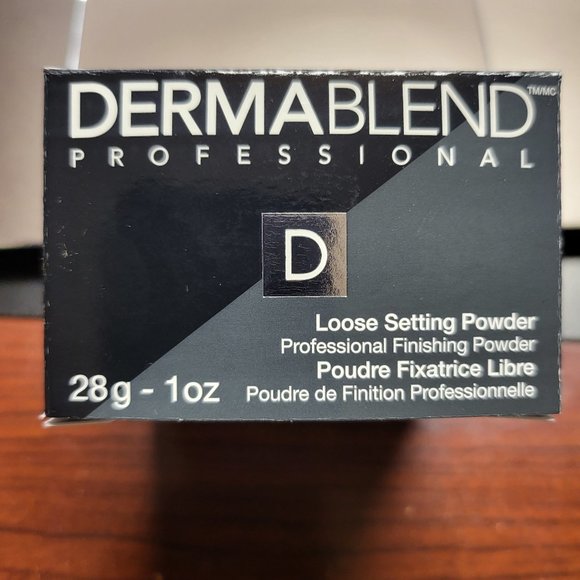 DERMABLEND TM/MC
PROFESSIONAL
D
Loose Setting Powder
Professional Finishing Powder
Poudre Fixatrice Libre
28g - 1oz Poudre de Finition Professionnelle